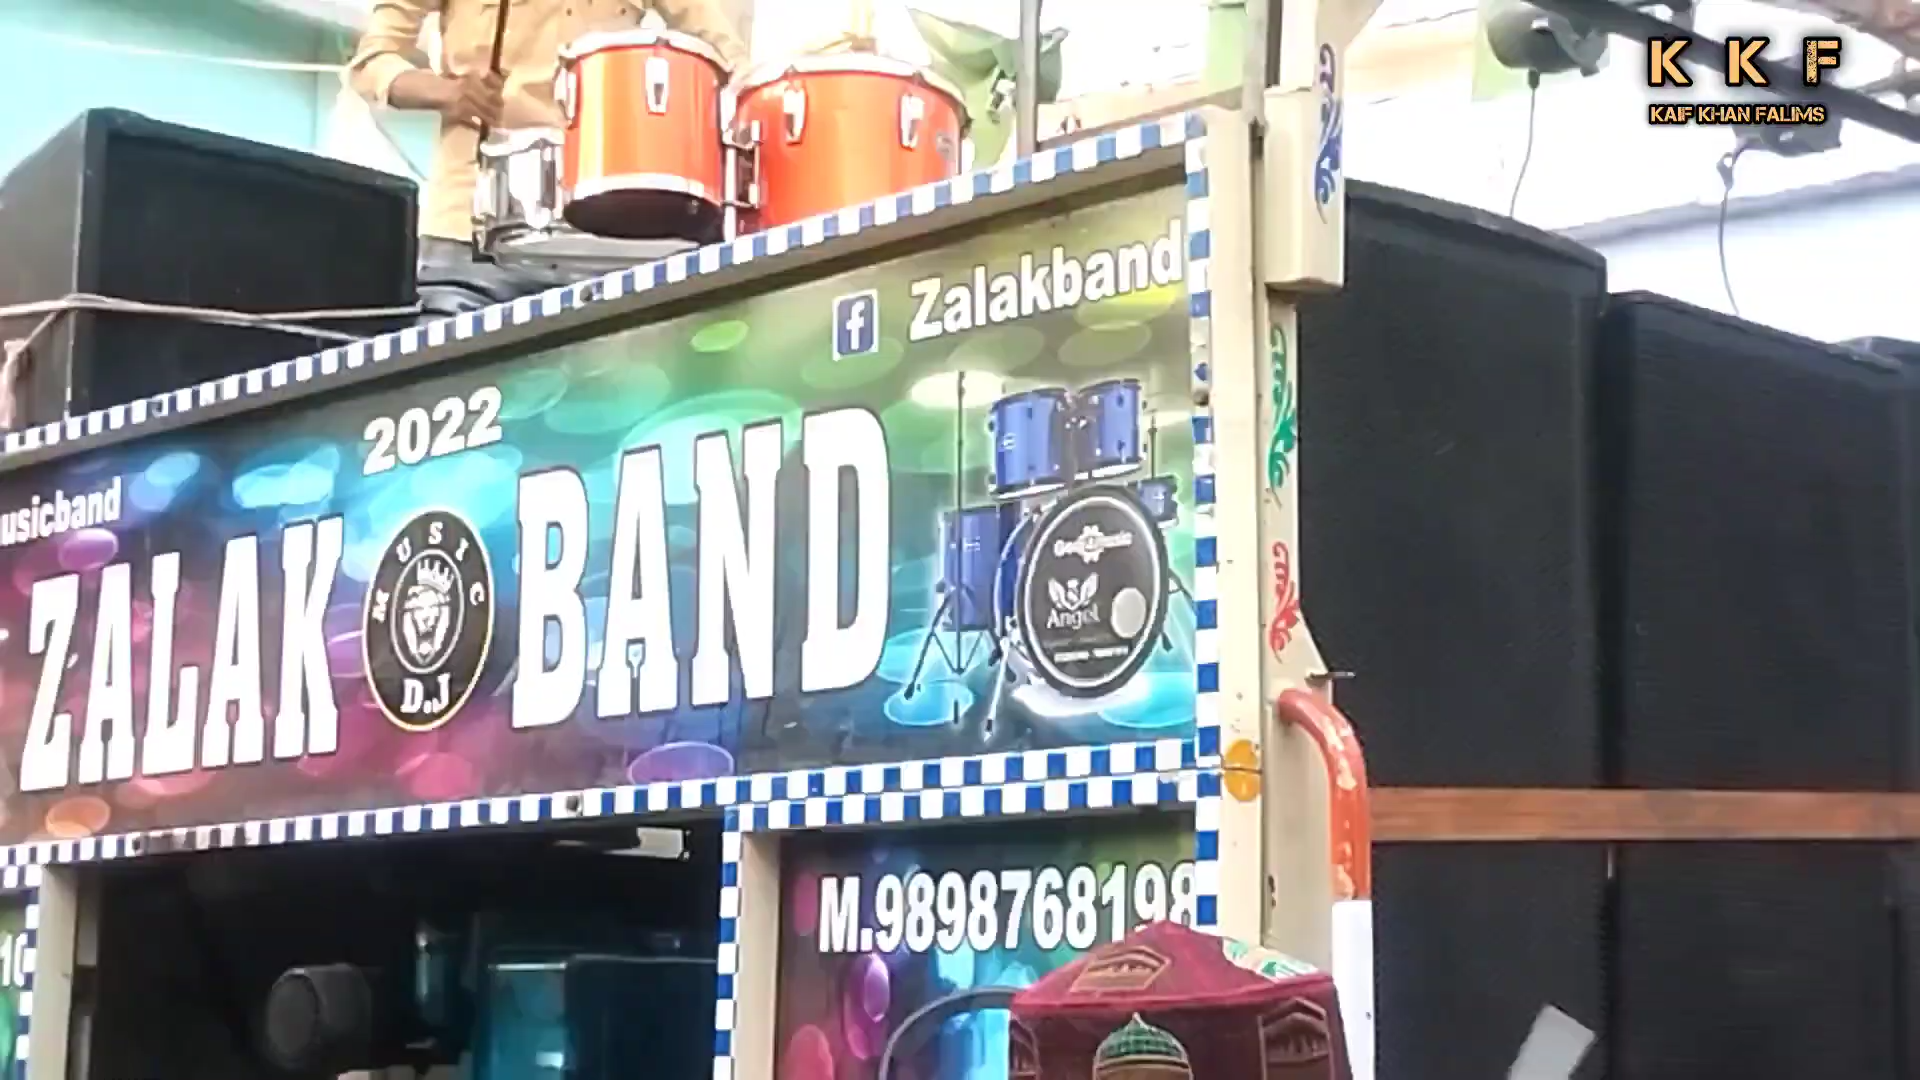 K K F
KAIF KHAN FALIMS
Zalakband
2022
usicband
ZALAK
MUSIC
D.J
BAND
Angel
M.9898768198